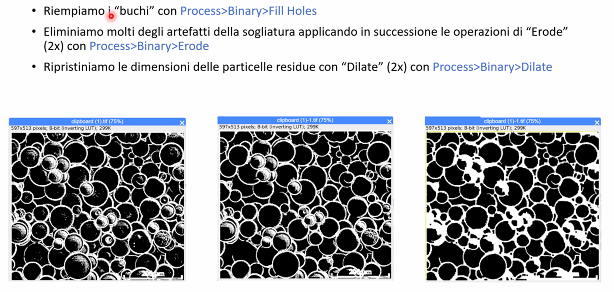 • Riempiamo i “buchi” con Process>Binary>Fill Holes
• Eliminiamo molti degli artefatti della sogliatura applicando in successione le operazioni di “Erode”
(2x) con Process>Binary>Erode
• Ripristiniamo le dimensioni delle particelle residue con “Dilate” (2x) con Process>Binary>Dilate
clipboard (1).tif (75%)
597x513 pixels; 8-bit (inverting LUT); 299K
clipboard (1)-1.tif (75%)
597x513 pixels; 8-bit (inverting LUT); 299K
clipboard (1)-1.tif (75%)
597x513 pixels; 8-bit (inverting LUT); 299K